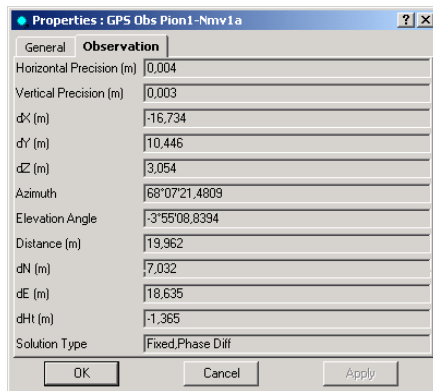 Properties : GPS Obs Pion1-Nmv1a
General Observation
Horizontal Precision (m) 0,004
Vertical Precision (m) 0,003
dX (m) -16,734
dY (m) 10,446
dZ (m) 3,054
Azimuth 68°07'21,4809
Elevation Angle -3°55'08,8394
Distance (m) 19,962
dN (m) 7,032
dE (m) 18,635
dHt (m) -1,365
Solution Type Fixed,Phase Diff
OK Cancel Apply